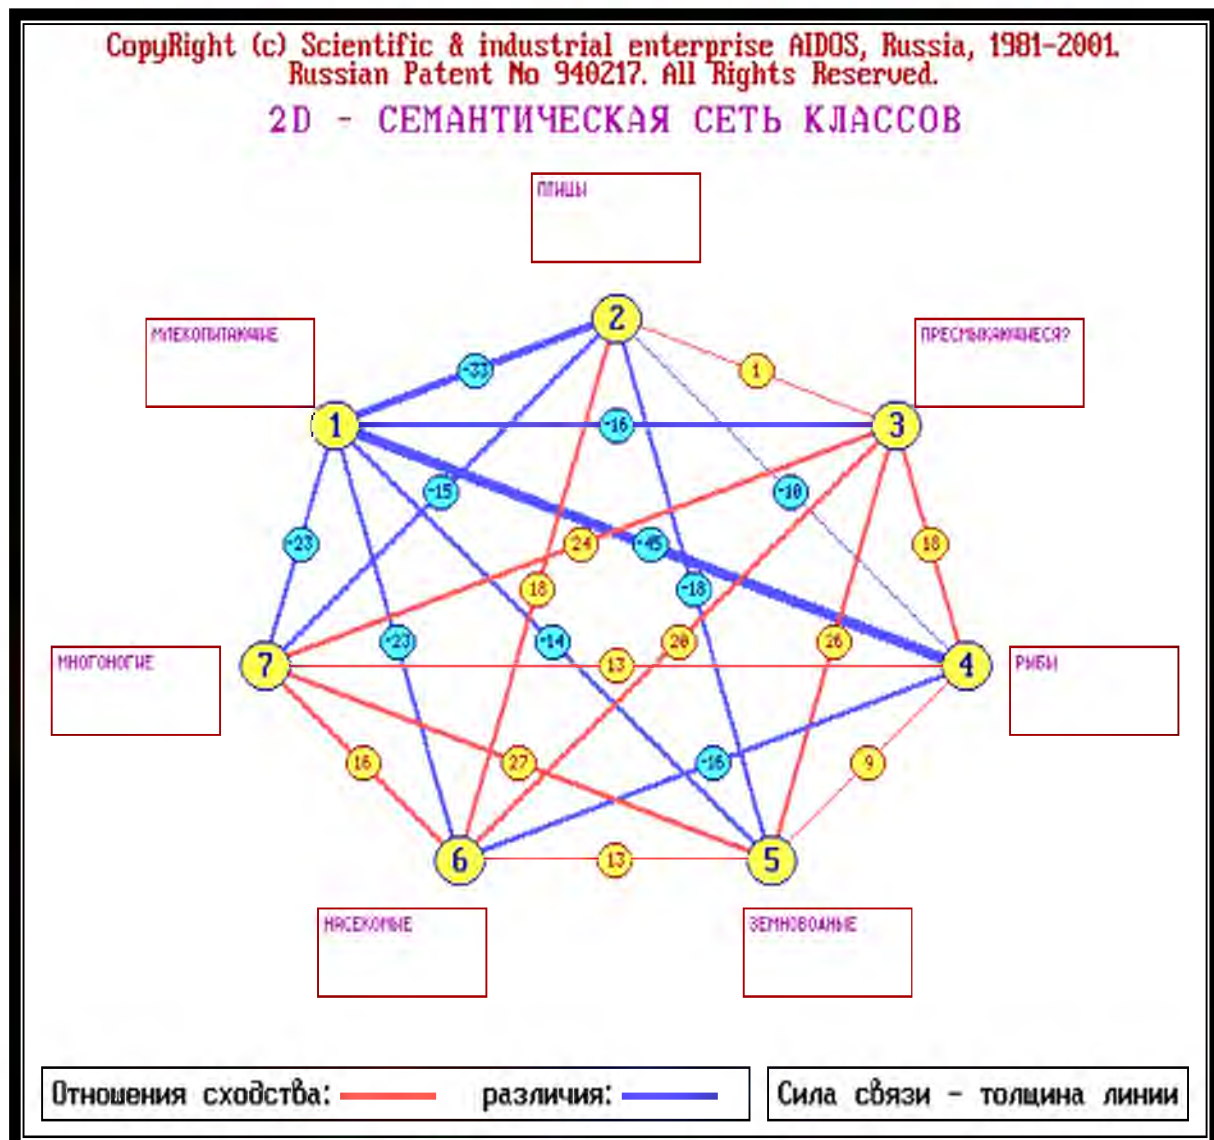 CopyRight (c) Scientific & industrial enterprise AIDOS, Russia, 1981-2001.
Russian Patent No 940217. All Rights Reserved.
2D - СЕМАНТИЧЕСКАЯ СЕТЬ КЛАССОВ
ПТИЦЫ
МЛЕКОПИТАЮЩИЕ
ПРЕСМЫКАЮЩИЕСЯ?
2
-33
1
1
-16
3
-15
-10
-23
24
-45
18
18
-18
-23
-14
20
26
МНОГОНОГИЕ
7
13
4
РЫБЫ
16
27
-16
9
6
13
5
НАСЕКОМЫЕ
ЗЕМНОВОДНЫЕ
Отношения сходства: различия:
Сила связи - толщина линии